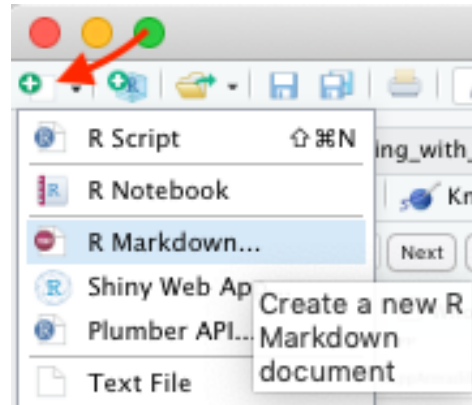 R Script ⇧⌘N
ing_with_
R Notebook
Kn
R Markdown...
Next
Shiny Web Ap
Create a new R
Markdown
document
Plumber API...
Text File